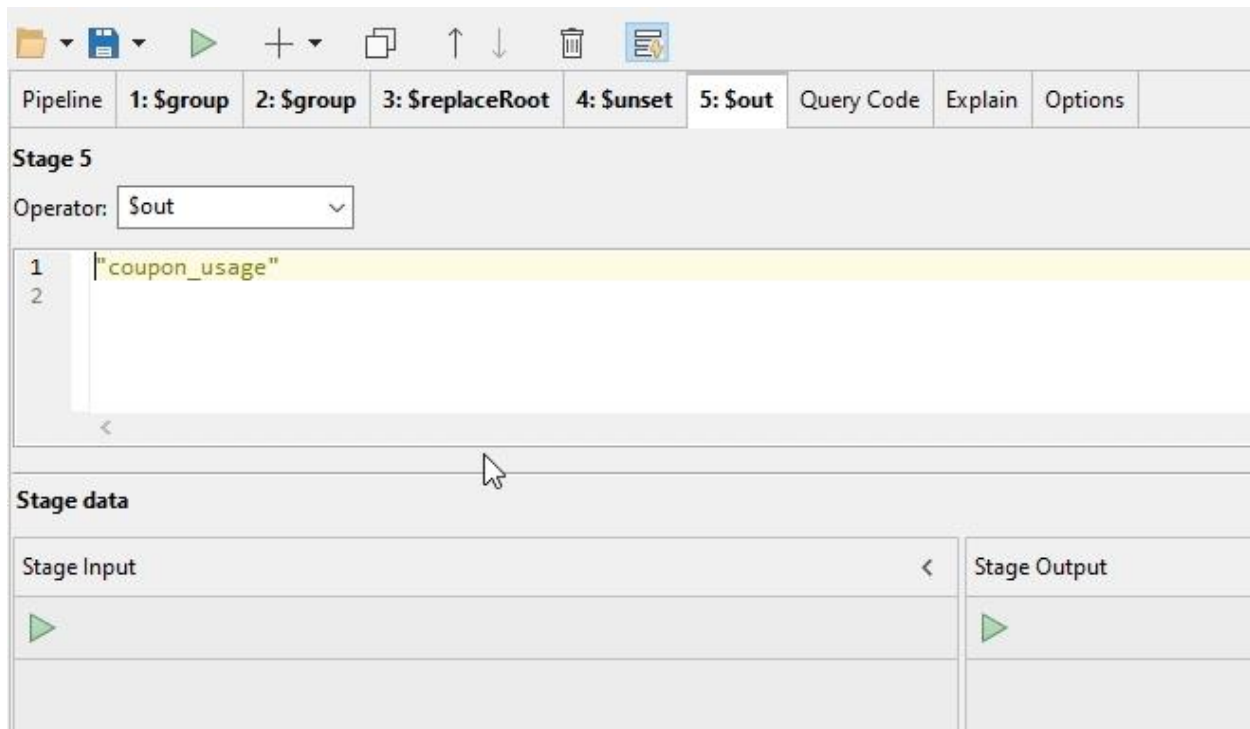 Pipeline 1: $group 2: $group 3: $replaceRoot 4: $unset 5: $out Query Code Explain Options
Stage 5
Operator: $out
1 "coupon_usage"
2
Stage data
Stage Input Stage Output